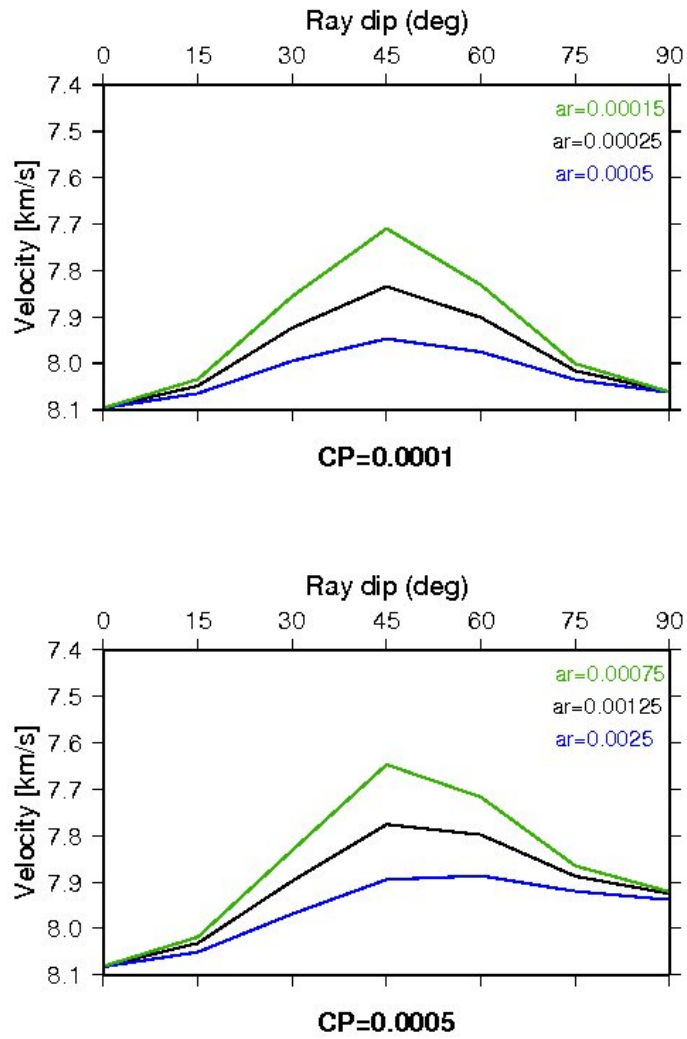 Ray dip (deg)
0 15 30 45 60 75 90
7.4
ar=0.00015
7.5
ar=0.00025
7.6
ar=0.0005
7.7
Velocity [km/s]
7.8
7.9
8.0
8.1
CP=0.0001
Ray dip (deg)
0 15 30 45 60 75 90
7.4
ar=0.00075
7.5
ar=0.00125
7.6
ar=0.0025
7.7
Velocity [km/s]
7.8
7.9
8.0
8.1
CP=0.0005